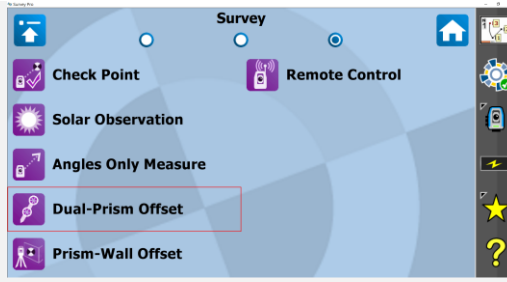 Survey Pro
Survey
Check Point
Remote Control
Solar Observation
Angles Only Measure
Dual-Prism Offset
Prism-Wall Offset
?